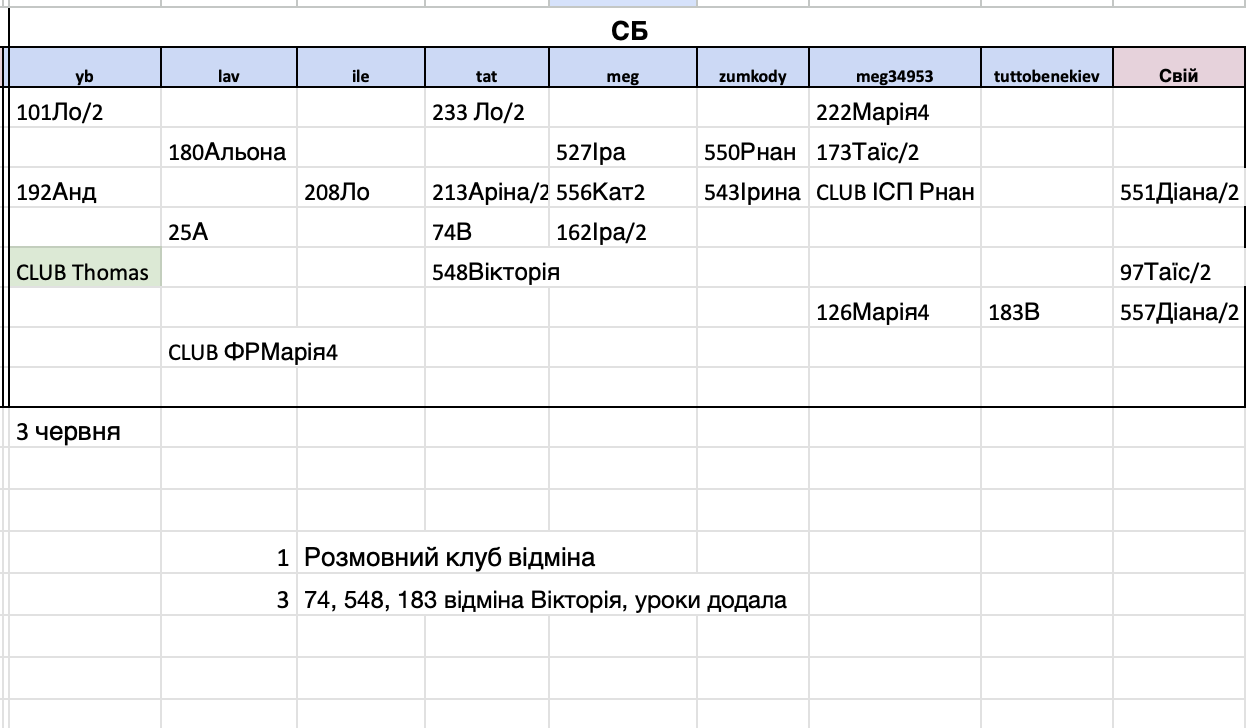 СБ
yb lav ile tat meg zumkody meg34953 tuttobenekiev Свій
101Ло/2 233 Ло/2 222Марія4
180Альона 527Іра 550Рнан 173Таїс/2
192Анд 208Ло 213Аріна/2 556Кат2 543Ірина CLUB ІСП Рнан 551Діана/2
25А 74В 162Іра/2
CLUB Thomas 548Вікторія 97Таїс/2
126Марія4 183В 557Діана/2
CLUB ФРМарія4
3 червня
1 Розмовний клуб відміна
3 74, 548, 183 відміна Вікторія, уроки додала